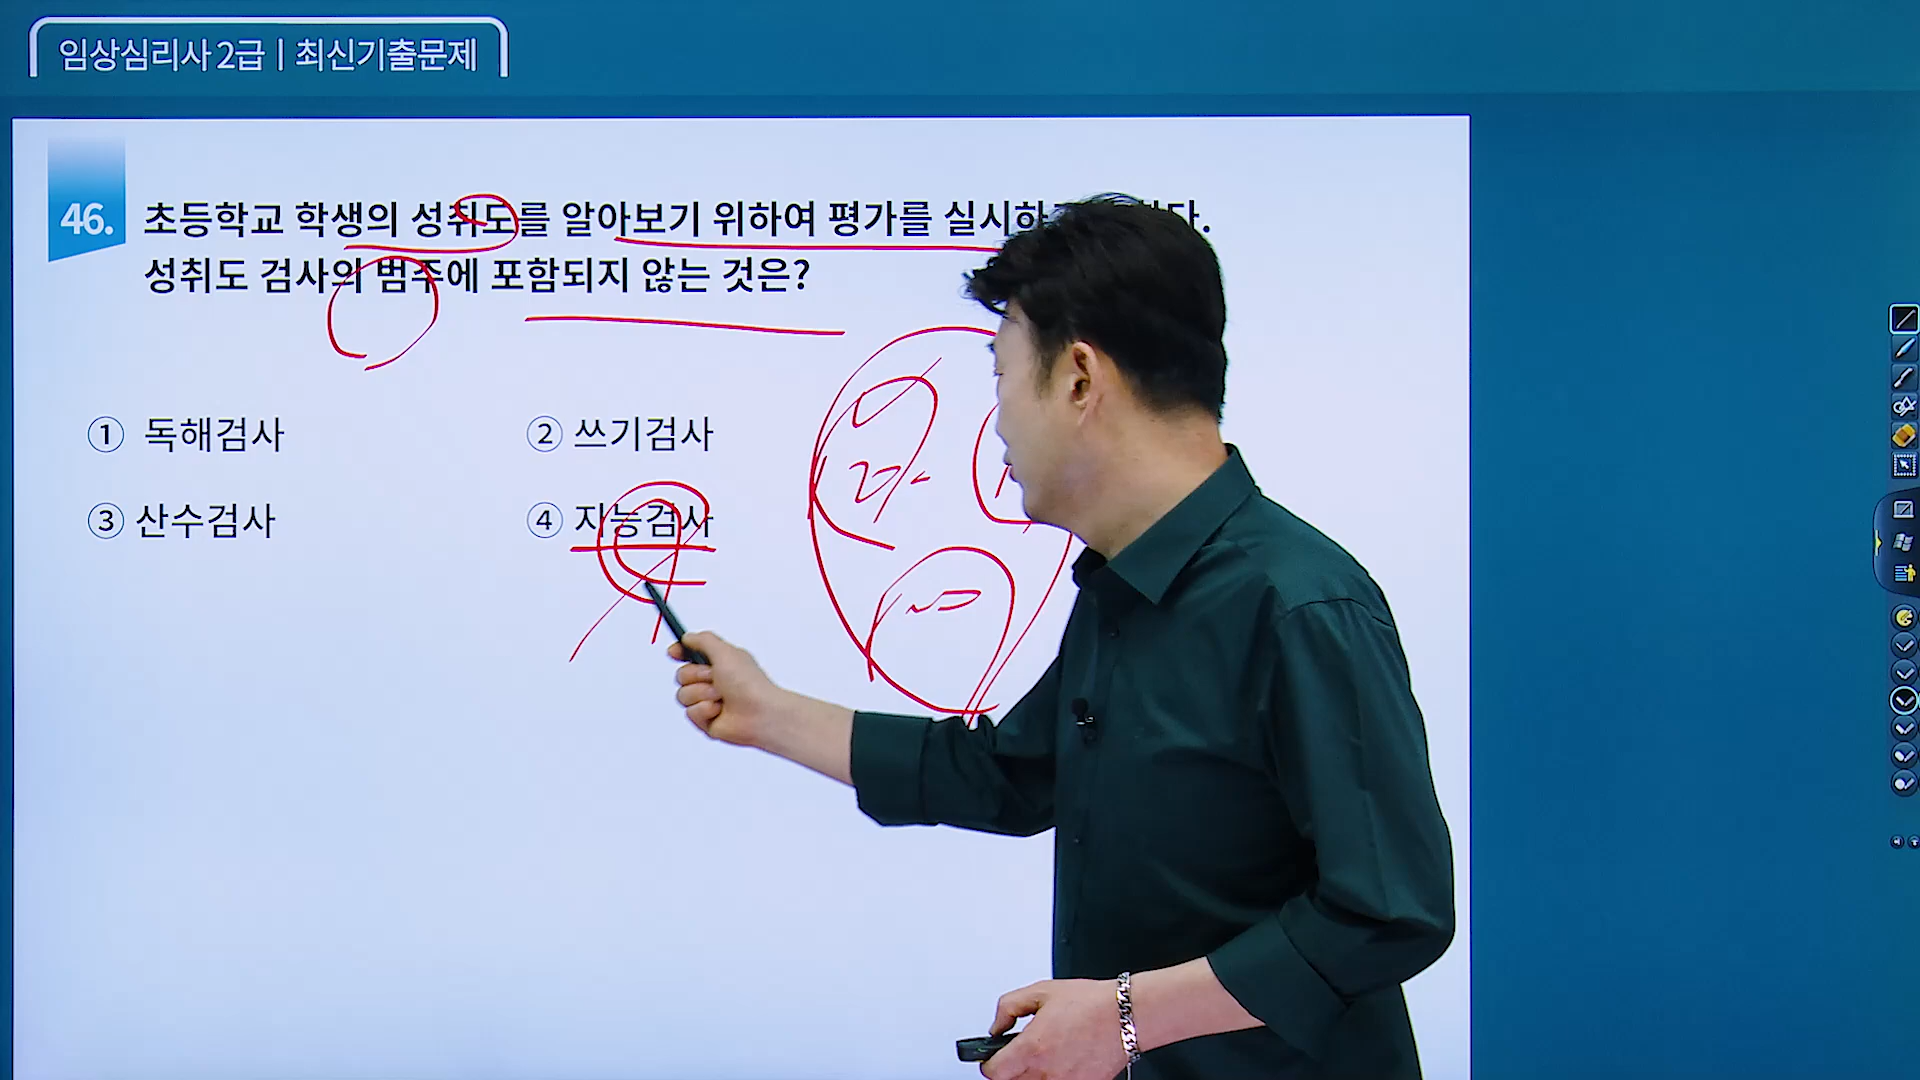 임상심리사 2급 | 최신기출문제
46.
초등학교 학생의 성취도를 알아보기 위하여 평가를 실시하
다.
성취도 검사의 범주에 포함되지 않는 것은?
① 독해검사
② 쓰기검사
③ 산수검사
④ 지능검사